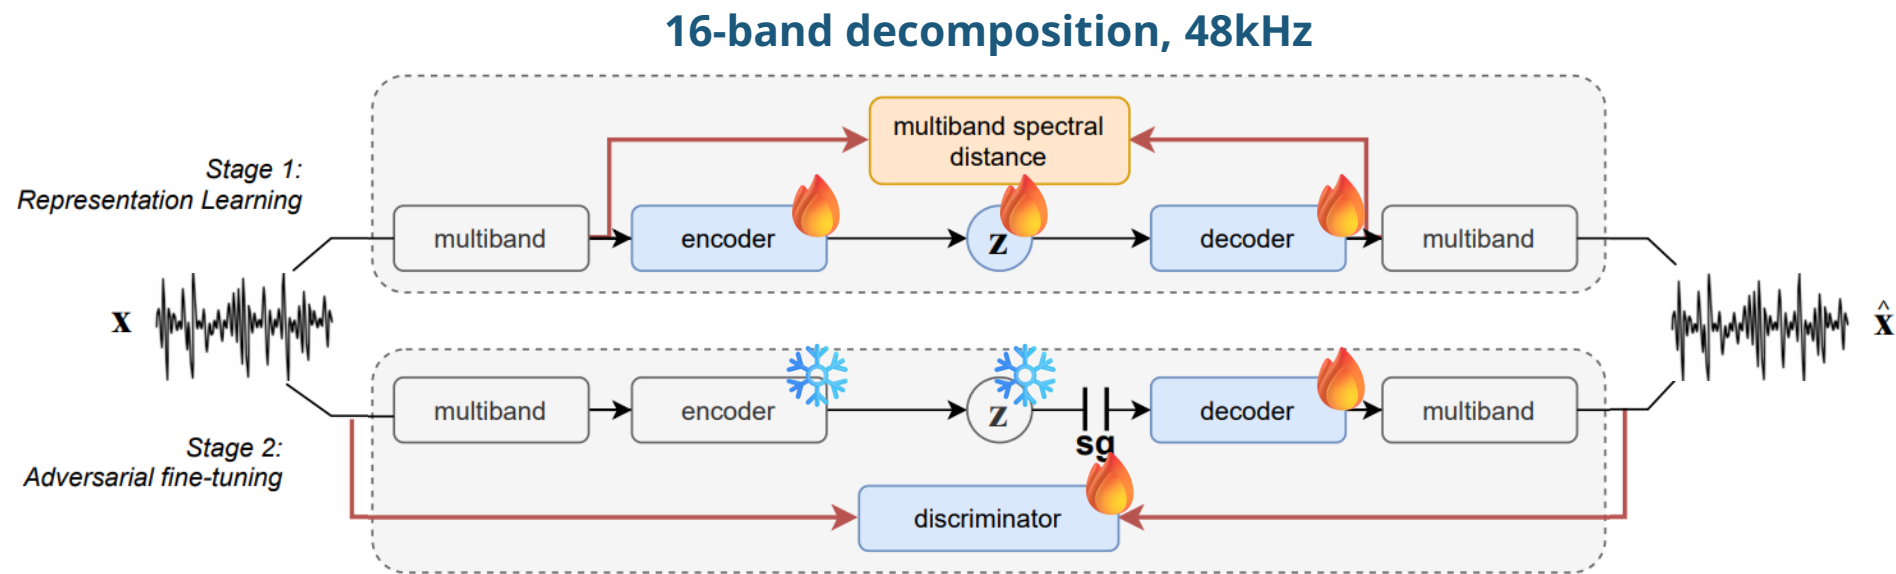 16-band decomposition, 48kHz
Stage 1:
Representation Learning
multiband spectral
distance
multiband
encoder
z
decoder
multiband
x
x̂
multiband
encoder
z
sg
decoder
multiband
Stage 2:
Adversarial fine-tuning
discriminator